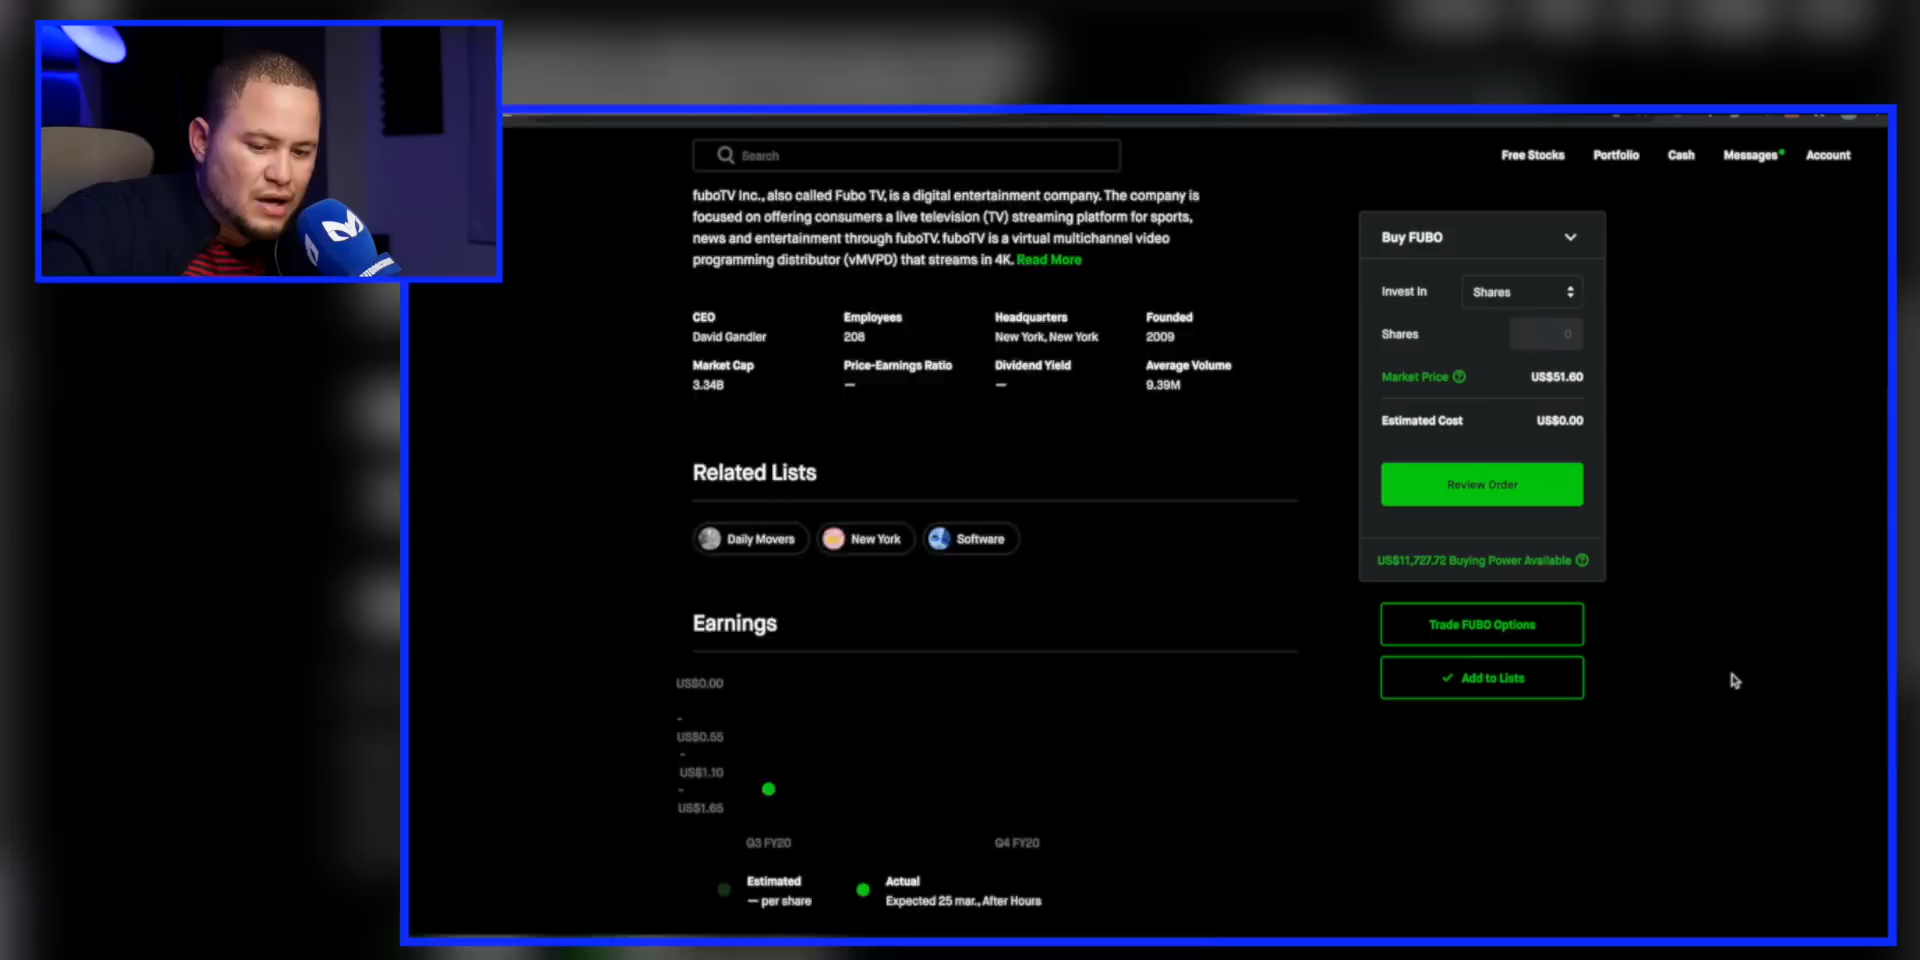 Search
Free Stocks
Portfolio
Cash
Messages
Account
fuboTV Inc., also called Fubo TV, is a digital entertainment company. The company is
focused on offering consumers a live television (TV) streaming platform for sports,
news and entertainment through fuboTV. fuboTV is a virtual multichannel video
programming distributor (vMVPD) that streams in 4K. Read More
CEO
Employees
Headquarters
Founded
David Gandler
208
New York, New York
2009
Market Cap
Price-Earnings Ratio
Dividend Yield
Average Volume
3.34B
—
—
9.39M
Related Lists
Daily Movers
New York
Software
Earnings
US$0.00
-
US$0.55
-
US$1.10
-
US$1.65
Q3 FY20
Q4 FY20
Estimated
Actual
— per share
Expected 25 mar., After Hours
Buy FUBO
Invest In
Shares
Shares
0
Market Price
US$51.60
Estimated Cost
US$0.00
Review Order
US$11,727.72 Buying Power Available
Trade FUBO Options
Add to Lists